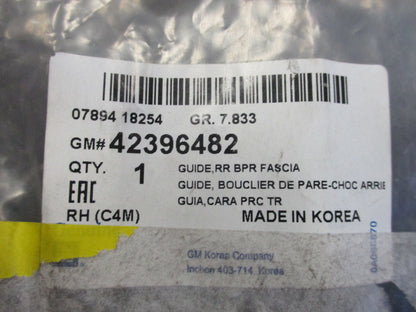 07894 18254 GR. 7.833
GM# 42396482
QTY. 1 GUIDE,RR BPR FASCIA
GUIDE, BOUCLIER DE PARE-CHOC ARRIE
EAC GUIA,CARA PRC TR
RH (C4M) MADE IN KOREA
GM Korea Company
Incheon 403-714, Korea